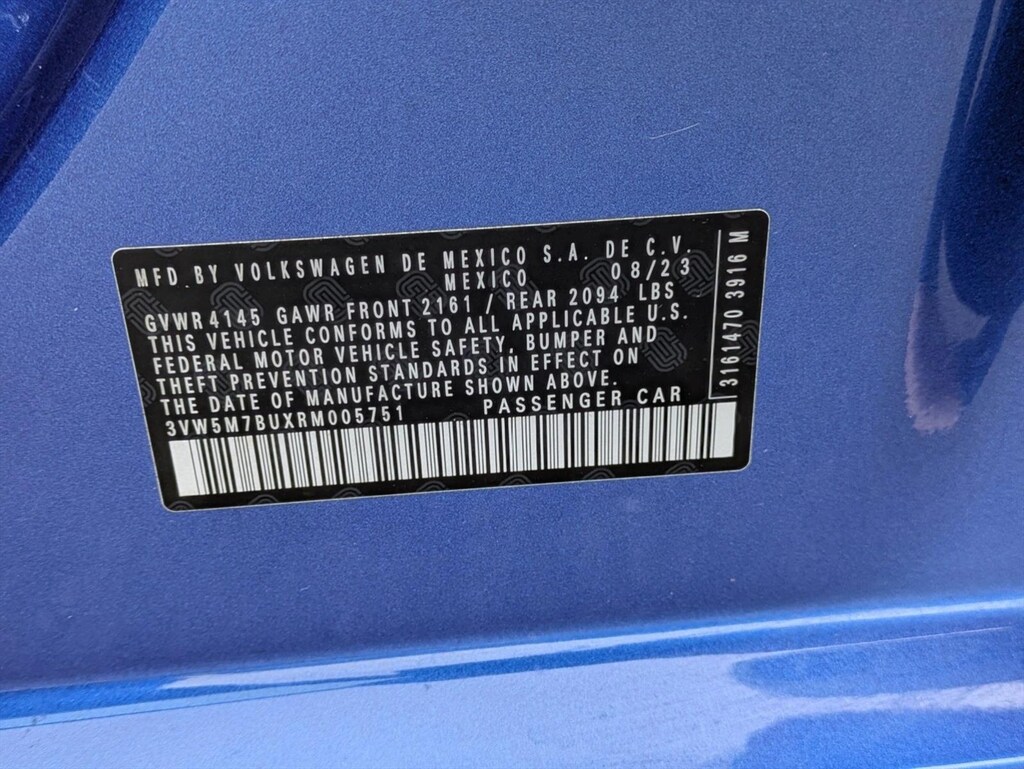 MFD. BY VOLKSWAGEN DE MEXICO S.A. DE C.V.
MEXICO 08/23
GVWR 4145 GAWR FRONT 2161 / REAR 2094 LBS
THIS VEHICLE CONFORMS TO ALL APPLICABLE U.S.
FEDERAL MOTOR VEHICLE SAFETY, BUMPER AND
THEFT PREVENTION STANDARDS IN EFFECT ON
THE DATE OF MANUFACTURE SHOWN ABOVE.
3VW5M7BUXRM005751 PASSENGER CAR
3161470 3916 M